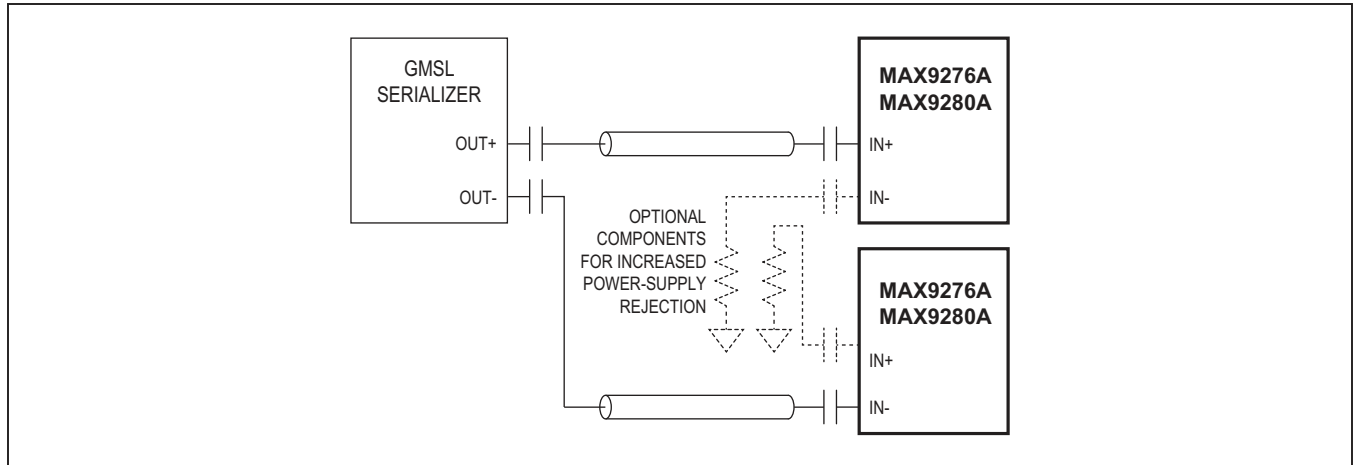 GMSL
SERIALIZER
OUT+
OUT-
MAX9276A
MAX9280A
IN+
IN-
OPTIONAL
COMPONENTS
FOR INCREASED
POWER-SUPPLY
REJECTION
MAX9276A
MAX9280A
IN+
IN-